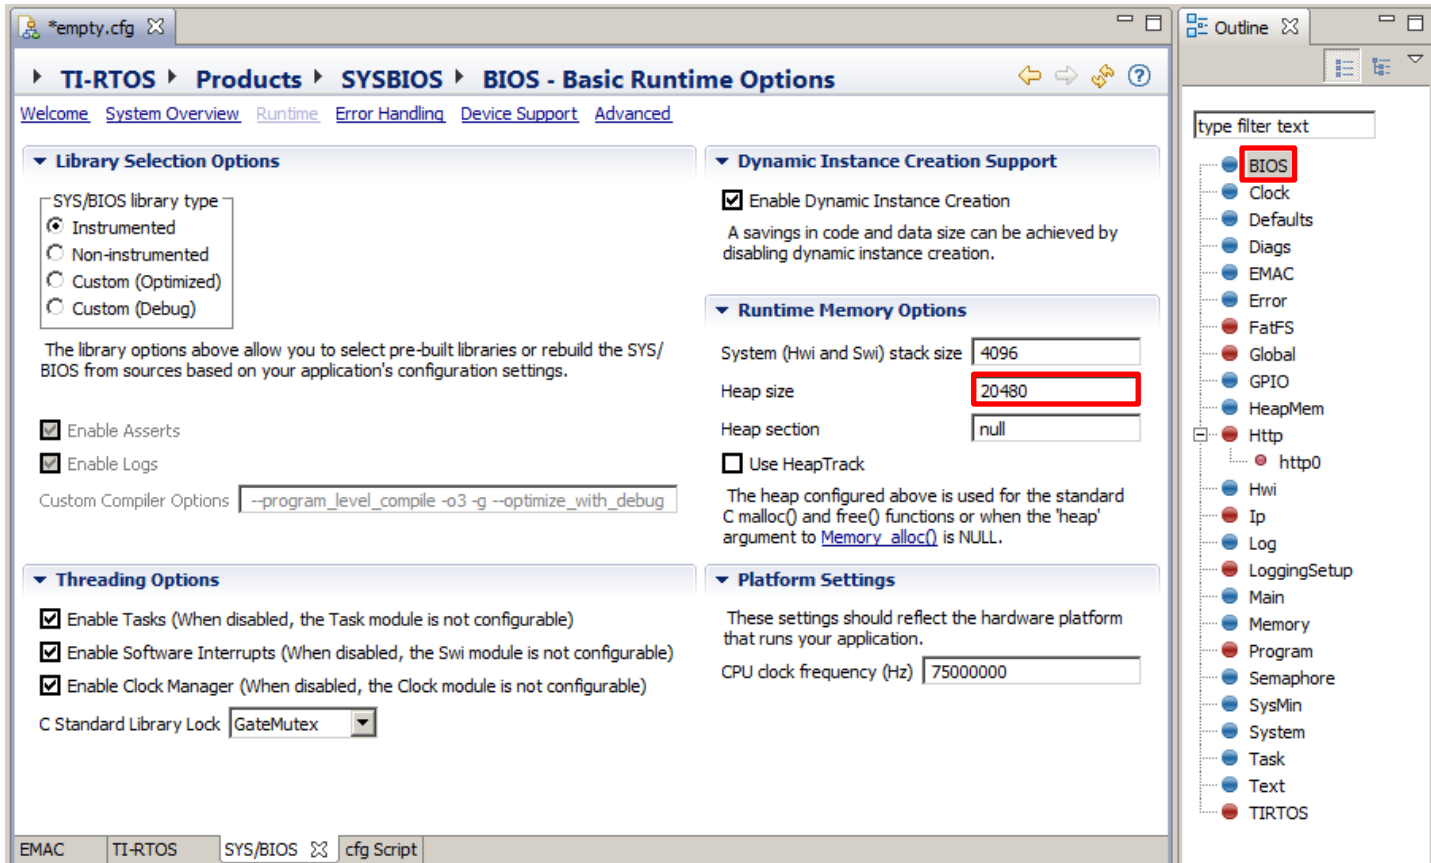 *empty.cfg
TI-RTOS Products SYSBIOS BIOS - Basic Runtime Options
Welcome System Overview Runtime Error Handling Device Support Advanced
Library Selection Options
SYS/BIOS library type
Instrumented
Non-instrumented
Custom (Optimized)
Custom (Debug)
The library options above allow you to select pre-built libraries or rebuild the SYS/
BIOS from sources based on your application's configuration settings.
Enable Asserts
Enable Logs
Custom Compiler Options --program_level_compile -o3 -g --optimize_with_debug
Threading Options
Enable Tasks (When disabled, the Task module is not configurable)
Enable Software Interrupts (When disabled, the Swi module is not configurable)
Enable Clock Manager (When disabled, the Clock module is not configurable)
C Standard Library Lock GateMutex
Dynamic Instance Creation Support
Enable Dynamic Instance Creation
A savings in code and data size can be achieved by
disabling dynamic instance creation.
Runtime Memory Options
System (Hwi and Swi) stack size 4096
Heap size 20480
Heap section null
Use HeapTrack
The heap configured above is used for the standard
C malloc() and free() functions or when the 'heap'
argument to Memory_alloc() is NULL.
Platform Settings
These settings should reflect the hardware platform
that runs your application.
CPU clock frequency (Hz) 75000000
EMAC TI-RTOS SYS/BIOS cfg Script
Outline
type filter text
BIOS
Clock
Defaults
Diags
EMAC
Error
FatFS
Global
GPIO
HeapMem
Http
http0
Hwi
Ip
Log
LoggingSetup
Main
Memory
Program
Semaphore
SysMin
System
Task
Text
TIRTOS